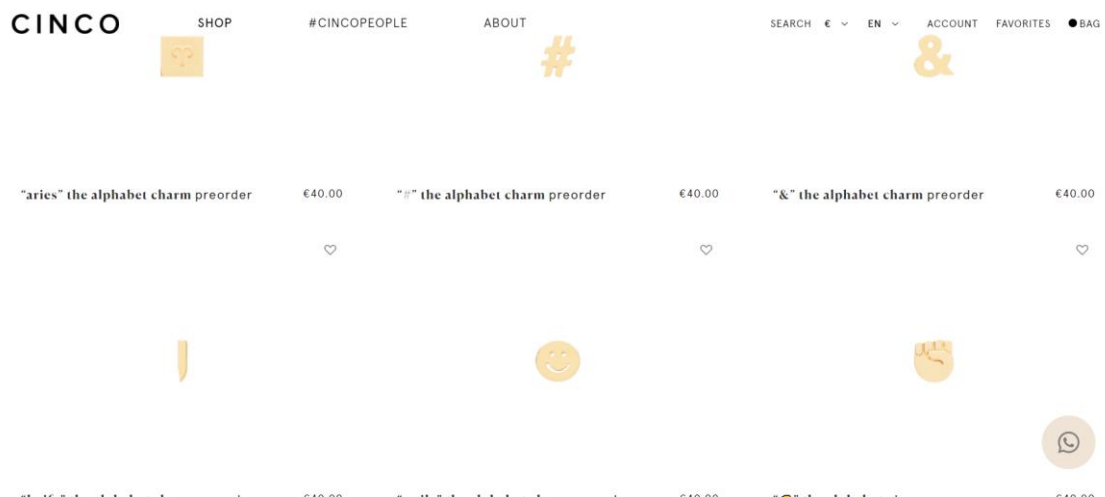 CINCO SHOP #CINCOPEOPLE ABOUT SEARCH € EN ACCOUNT FAVORITES BAG
#
&
“aries” the alphabet charm preorder €40.00
“#” the alphabet charm preorder €40.00
“&” the alphabet charm preorder €40.00